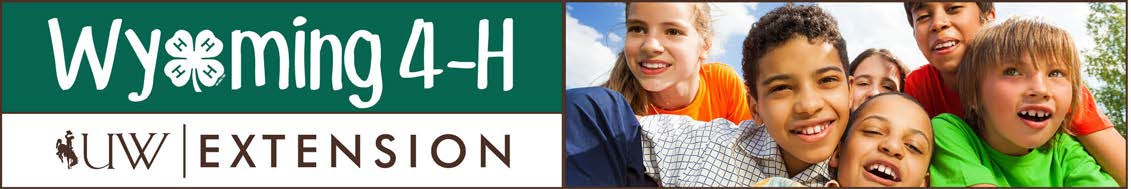 Wyoming 4-H
H H
H H
UW | EXTENSION